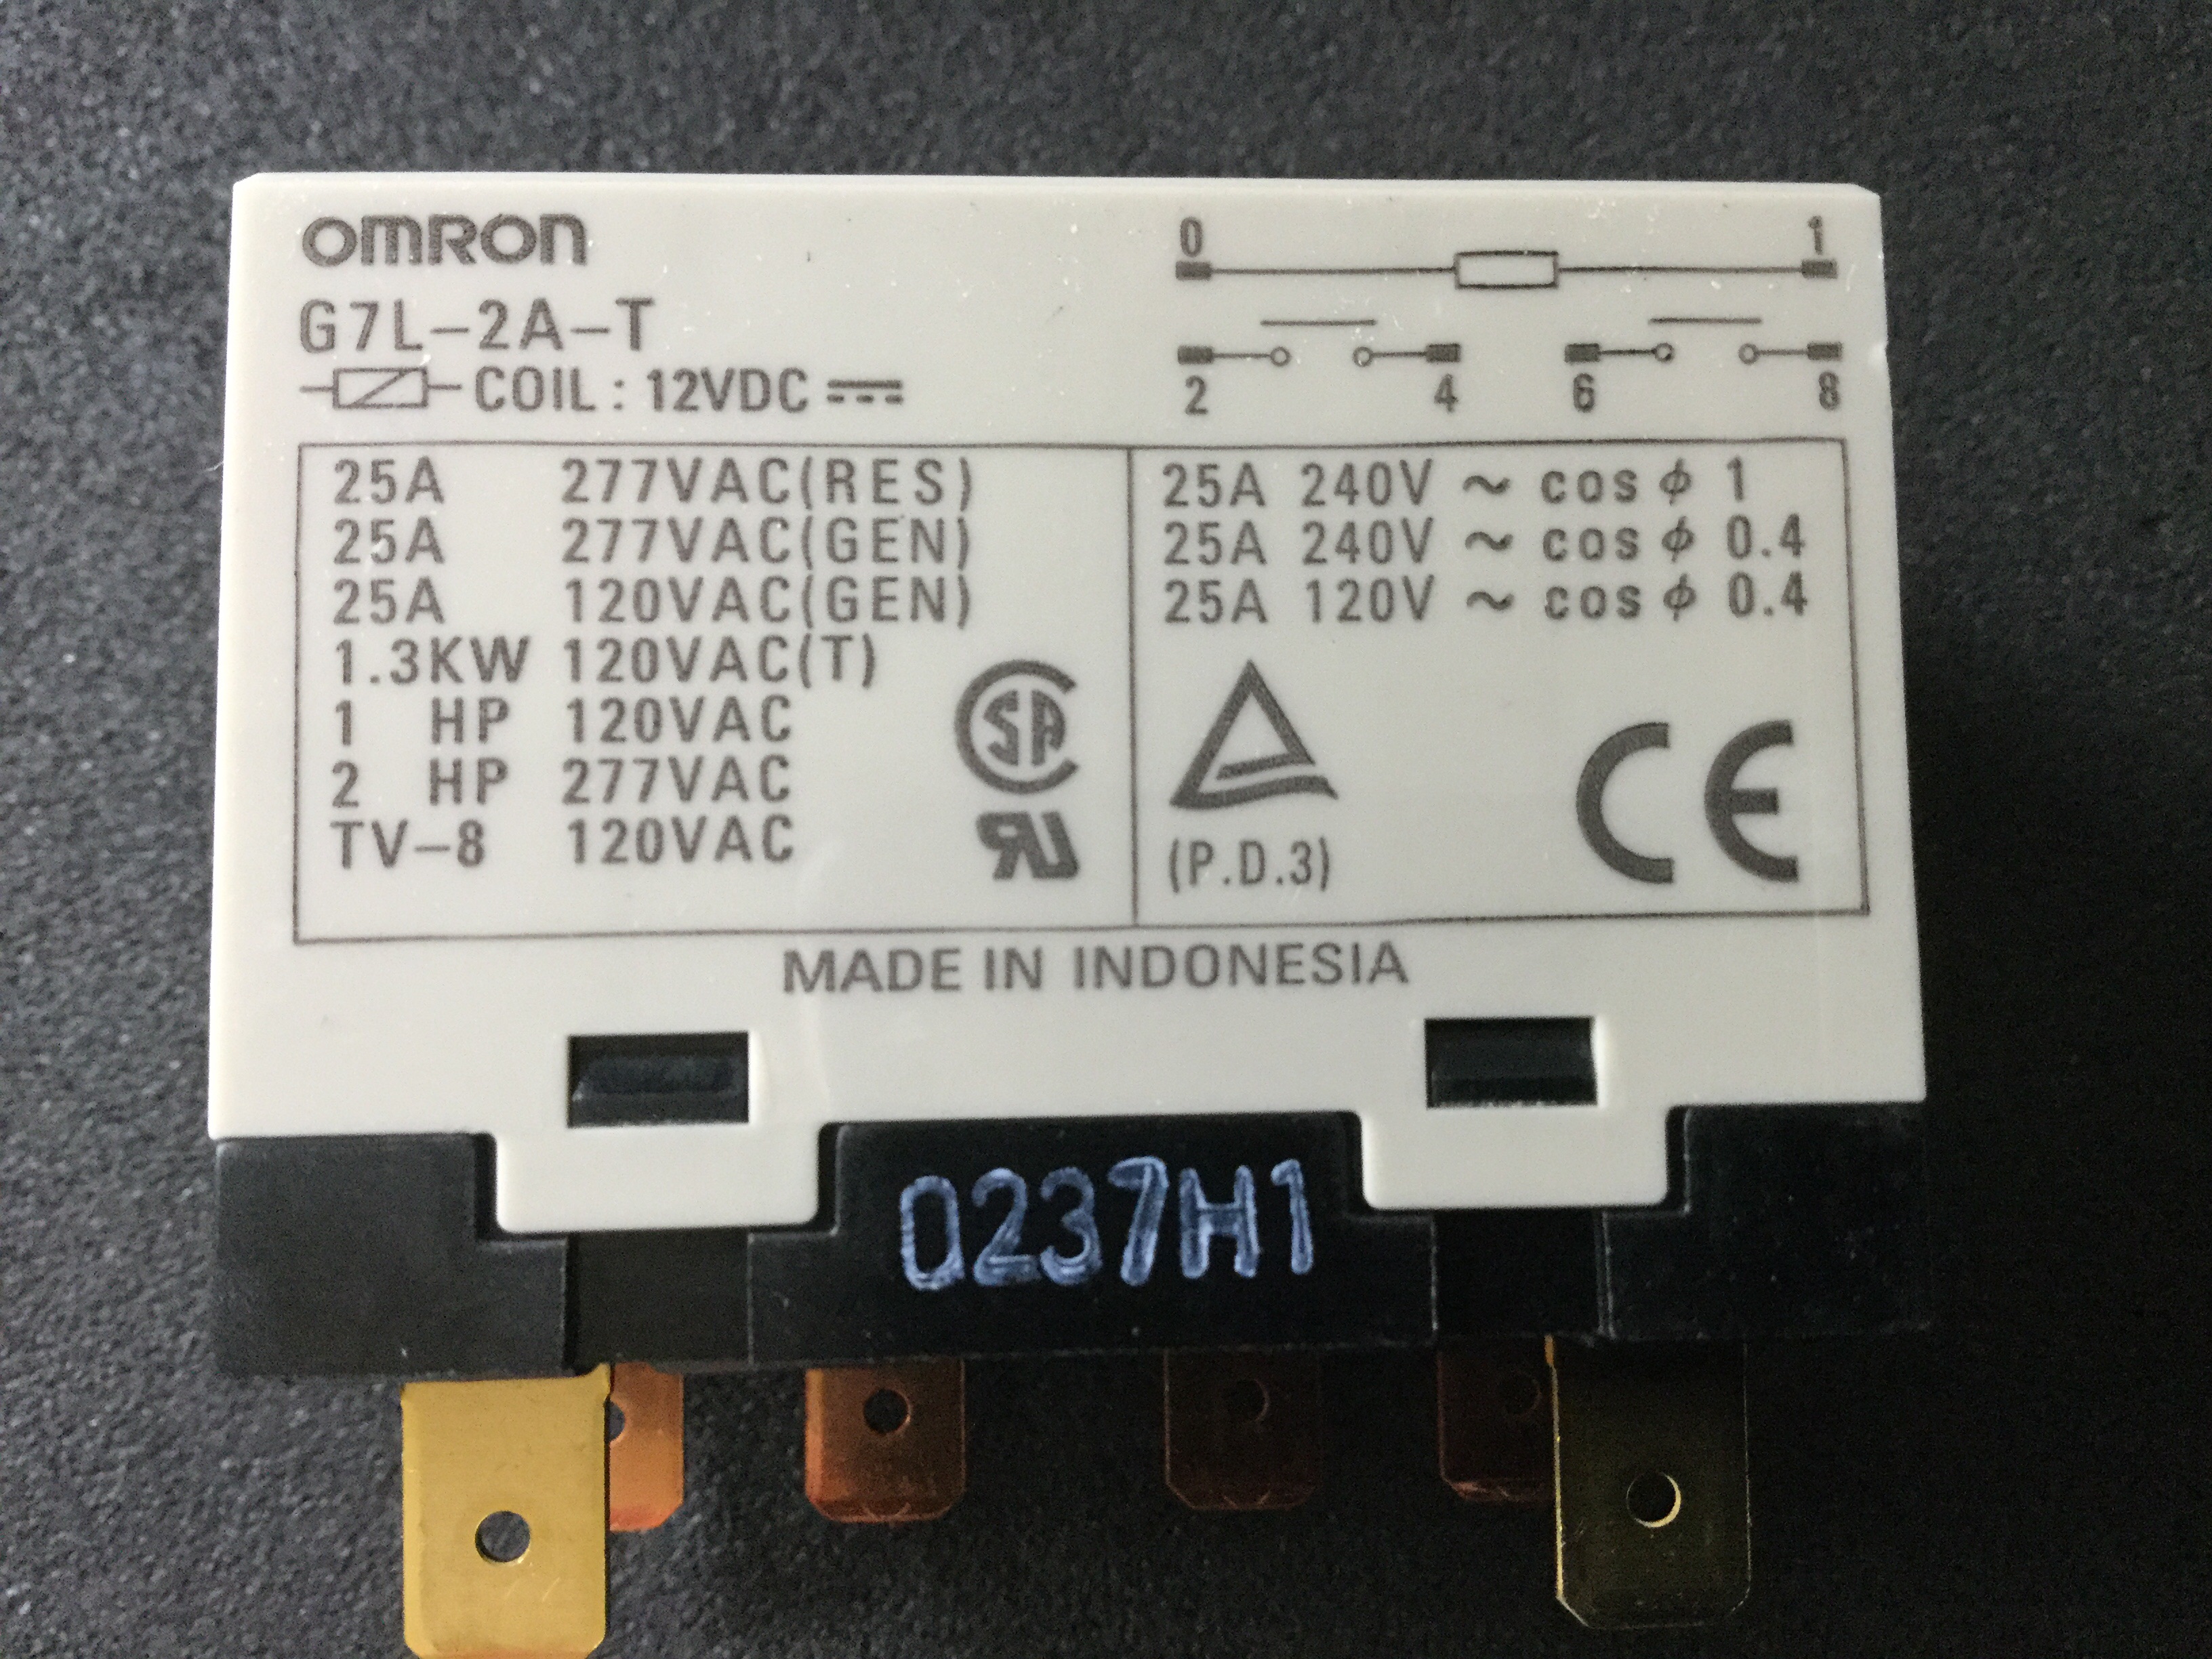 OMRON
G7L-2A-T
COIL : 12VDC
0 1
2 4 6 8
25A 277VAC(RES)
25A 277VAC(GEN)
25A 120VAC(GEN)
1.3KW 120VAC(T)
1 HP 120VAC
2 HP 277VAC
TV-8 120VAC
SA
RU
25A 240V ~ cos ϕ 1
25A 240V ~ cos ϕ 0.4
25A 120V ~ cos ϕ 0.4
(P.D.3)
CE
MADE IN INDONESIA
0237H1